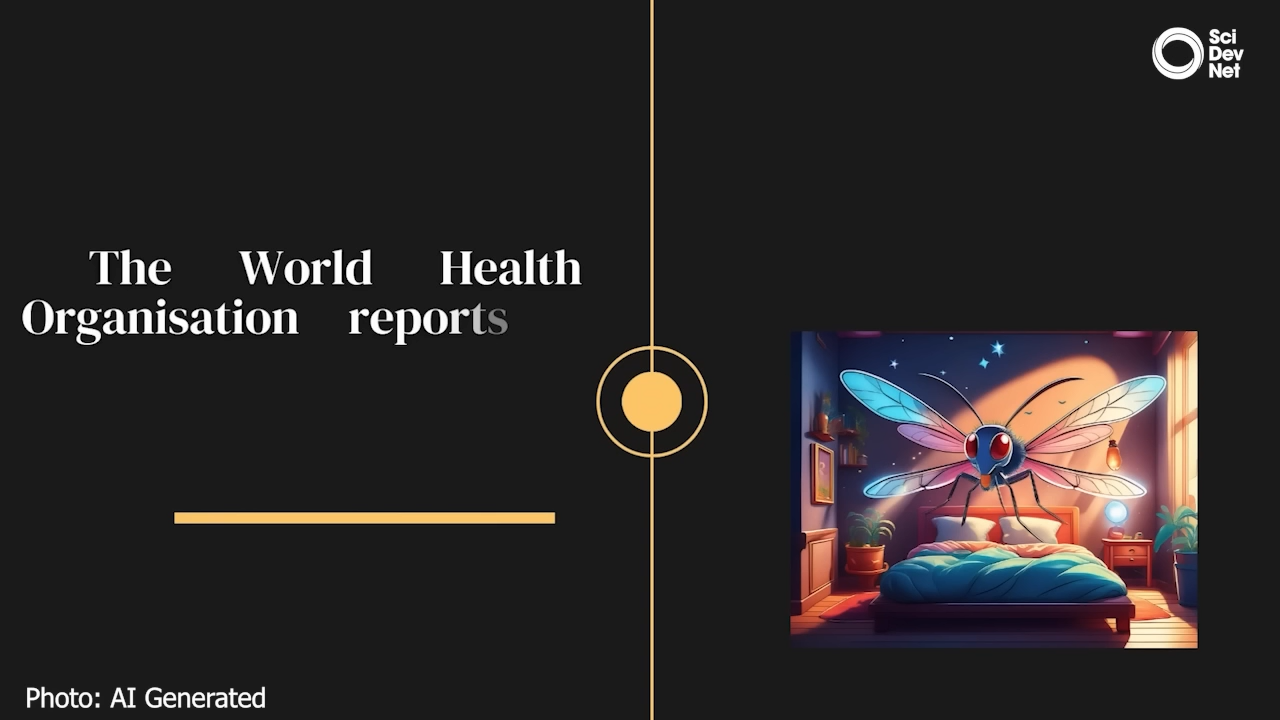 Sci
Dev
Net
The World Health
Organisation reports
Photo: AI Generated